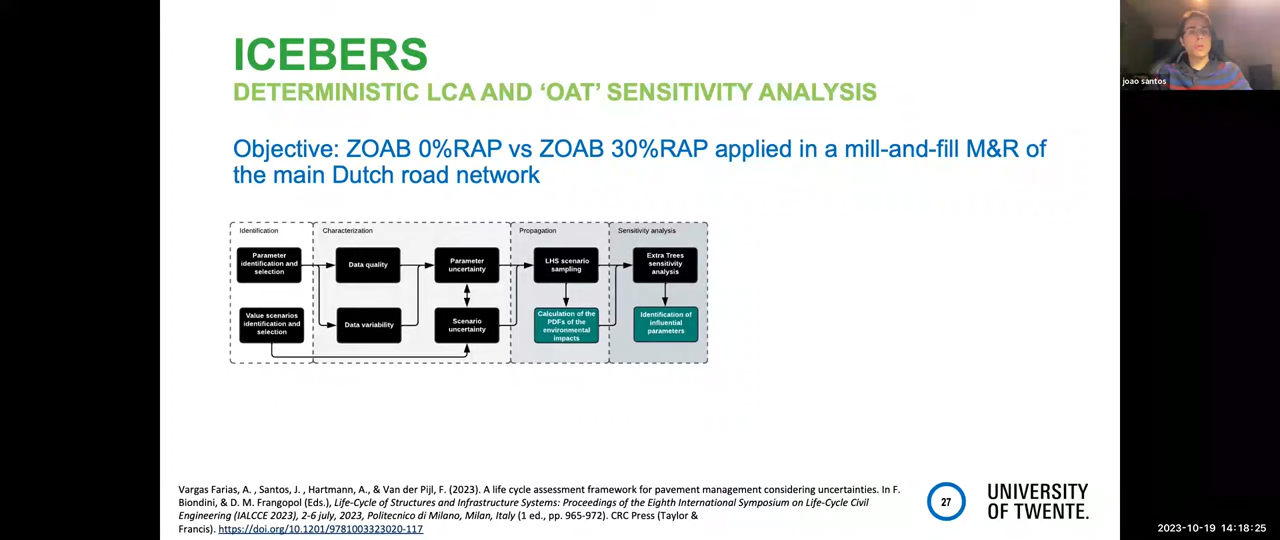 ICEBERS
DETERMINISTIC LCA AND ‘OAT’ SENSITIVITY ANALYSIS
joao santos
Objective: ZOAB 0%RAP vs ZOAB 30%RAP applied in a mill-and-fill M&R of
the main Dutch road network
Identification
Characterization
Propagation
Sensitivity analysis
Parameter
identification and
selection
Data quality
Parameter
uncertainty
LHS scenario
sampling
Extra Trees
sensitivity
analysis
Value scenarios
identification and
selection
Data variability
Scenario
uncertainty
Calculation of the
PDFs of the
environmental
impacts
Identification of
influential
parameters
Vargas Farias, A. , Santos, J. , Hartmann, A., & Van der Pijl, F. (2023). A life cycle assessment framework for pavement management considering uncertainties. In F.
Biondini, & D. M. Frangopol (Eds.), Life-Cycle of Structures and Infrastructure Systems: Proceedings of the Eighth International Symposium on Life-Cycle Civil
Engineering (IALCCE 2023), 2-6 july, 2023, Politecnico di Milano, Milan, Italy (1 ed., pp. 965-972). CRC Press (Taylor &
Francis). https://doi.org/10.1201/9781003323020-117
27
UNIVERSITY
OF TWENTE.
2023-10-19 14:18:25